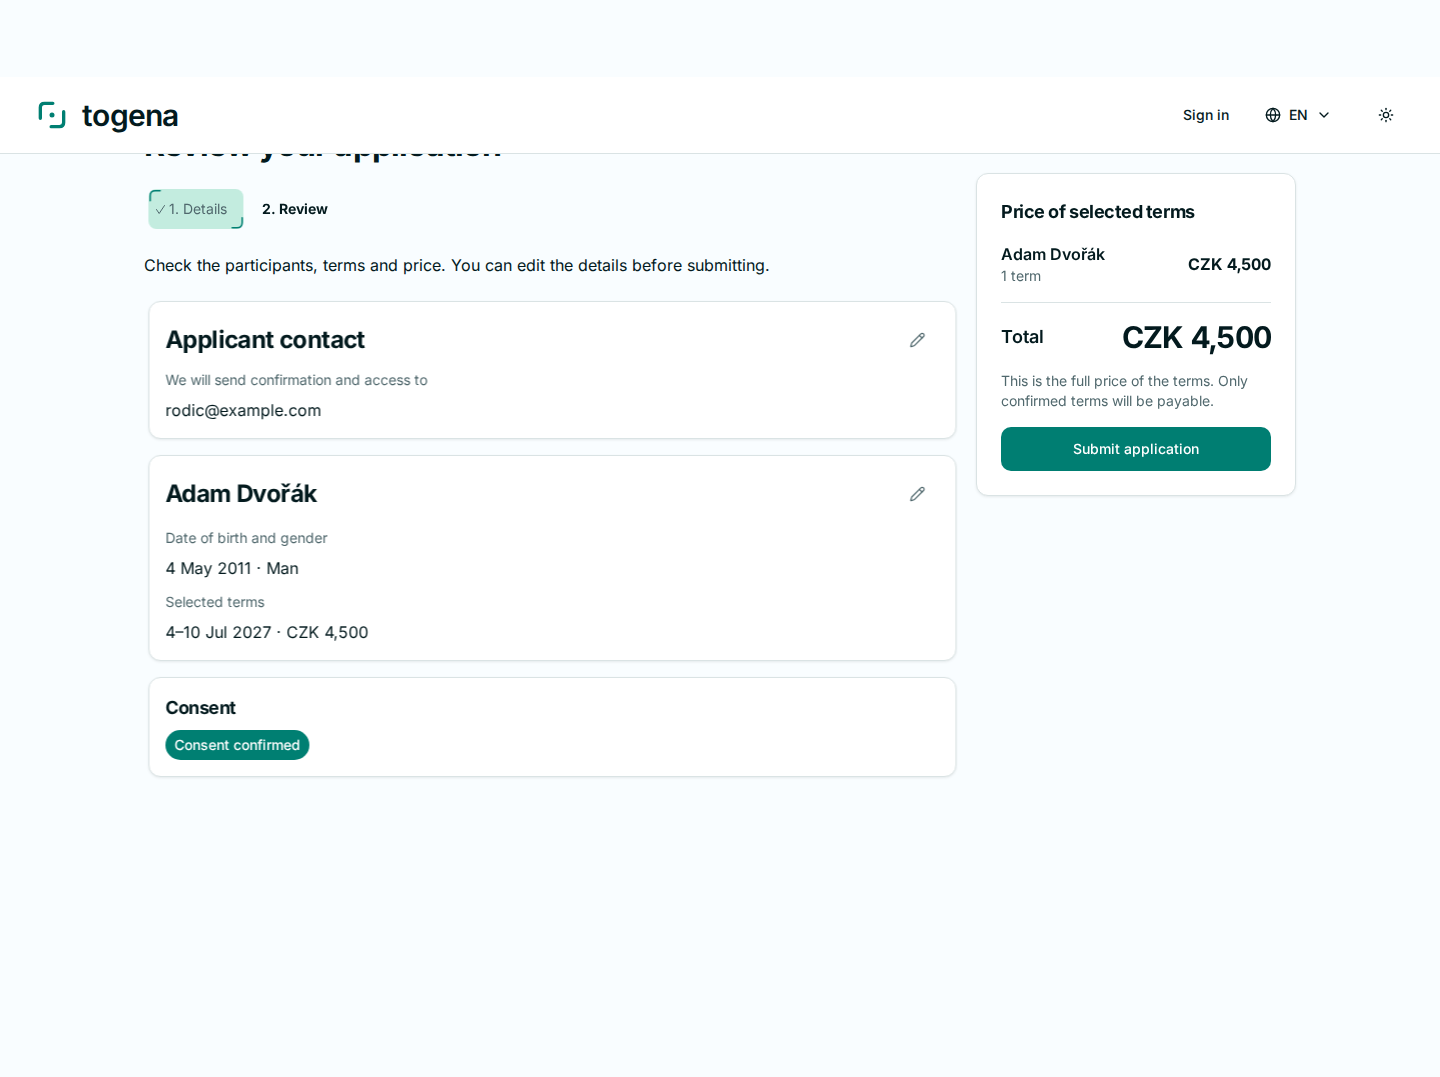 togena
Sign in
EN
Review your application
1. Details
2. Review
Check the participants, terms and price. You can edit the details before submitting.
Applicant contact
We will send confirmation and access to
rodic@example.com
Adam Dvořák
Date of birth and gender
4 May 2011 · Man
Selected terms
4–10 Jul 2027 · CZK 4,500
Consent
Consent confirmed
Price of selected terms
Adam Dvořák
CZK 4,500
1 term
Total
CZK 4,500
This is the full price of the terms. Only
confirmed terms will be payable.
Submit application